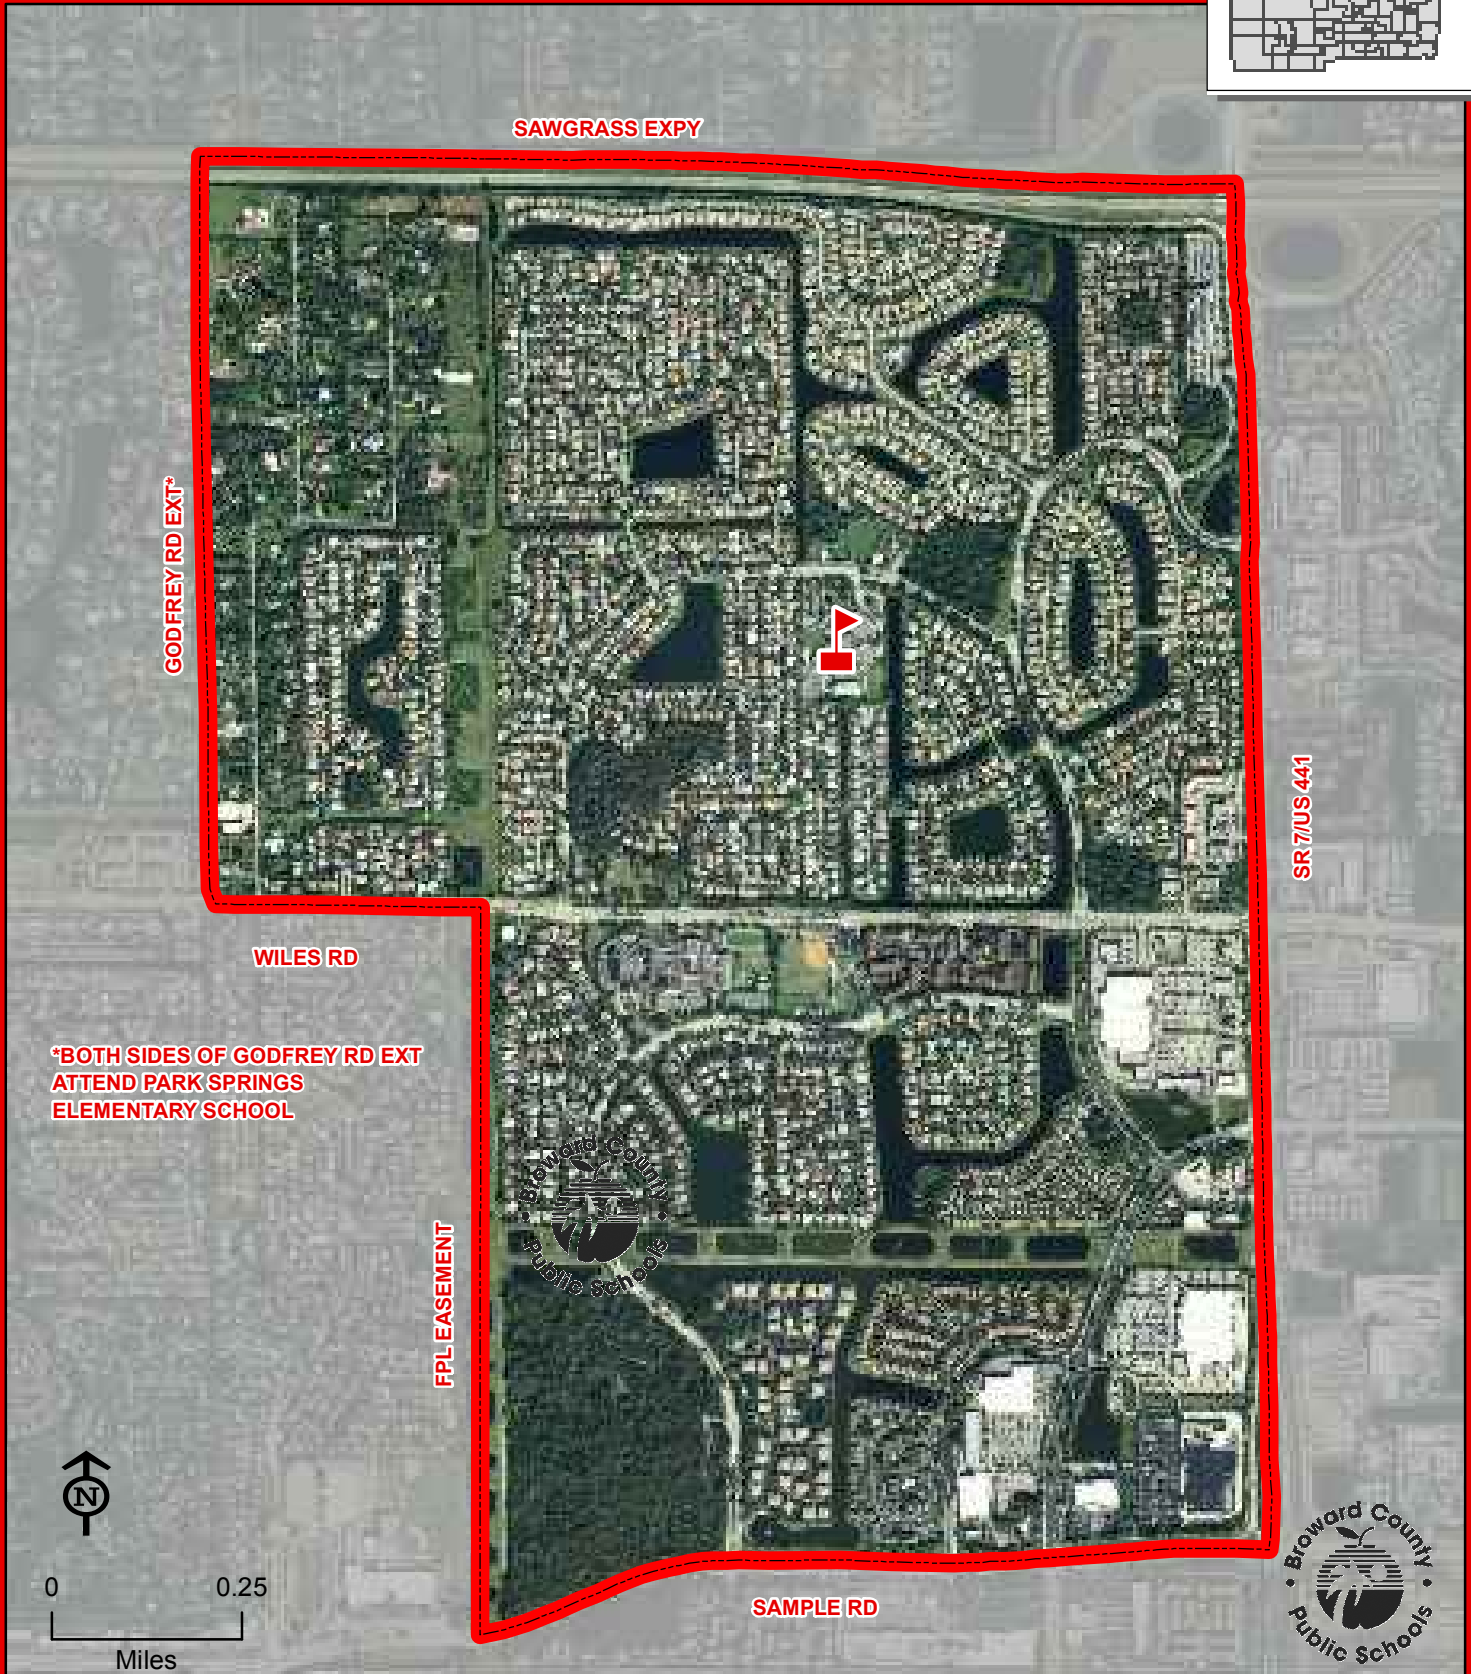 SAWGRASS EXPY
GODFREY RD EXT*
SR 7/US 441
WILES RD
*BOTH SIDES OF GODFREY RD EXT
ATTEND PARK SPRINGS
ELEMENTARY SCHOOL
Broward County
Public Schools
FPL EASEMENT
N
0 0.25
Miles
SAMPLE RD
Broward County
Public Schools